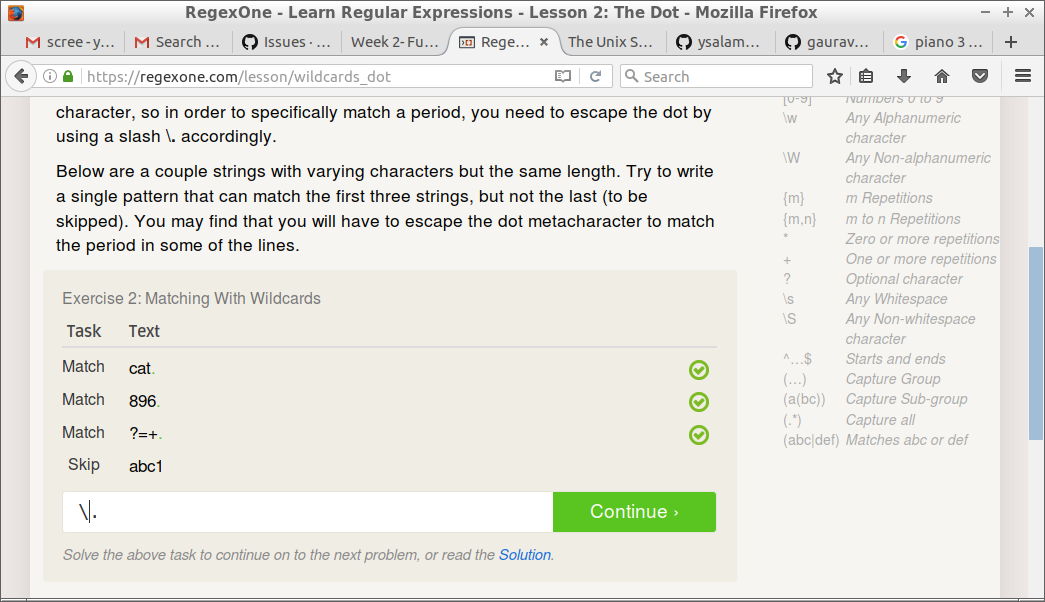 RegexOne - Learn Regular Expressions - Lesson 2: The Dot - Mozilla Firefox
scree - y... Search ... Issues · ... Week 2- Fu... Rege... The Unix S... ysalam... gaurav... piano 3 ...
https://regexone.com/lesson/wildcards_dot Search
character, so in order to specifically match a period, you need to escape the dot by
using a slash \. accordingly.
Below are a couple strings with varying characters but the same length. Try to write
a single pattern that can match the first three strings, but not the last (to be
skipped). You may find that you will have to escape the dot metacharacter to match
the period in some of the lines.
Exercise 2: Matching With Wildcards
Task Text
Match cat.
Match 896.
Match ?=+.
Skip abc1
\. Continue ›
Solve the above task to continue on to the next problem, or read the Solution.
[0-9] Numbers 0 to 9
\w Any Alphanumeric
character
\W Any Non-alphanumeric
character
{m} m Repetitions
{m,n} m to n Repetitions
* Zero or more repetitions
+ One or more repetitions
? Optional character
\s Any Whitespace
\S Any Non-whitespace
character
^...$ Starts and ends
(...) Capture Group
(a(bc)) Capture Sub-group
(.*) Capture all
(abc|def) Matches abc or def